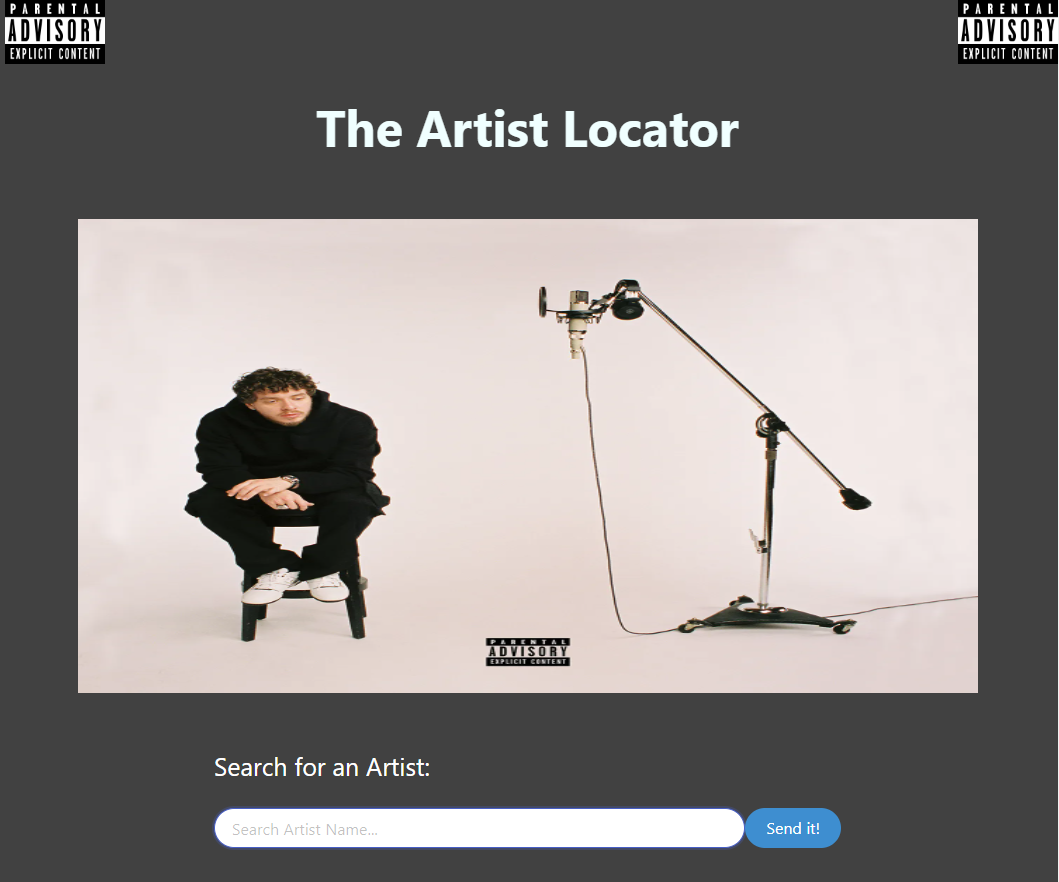 PARENTAL
ADVISORY
EXPLICIT CONTENT
PARENTAL
ADVISORY
EXPLICIT CONTENT
The Artist Locator
PARENTAL
ADVISORY
EXPLICIT CONTENT
Search for an Artist:
Search Artist Name...
Send it!